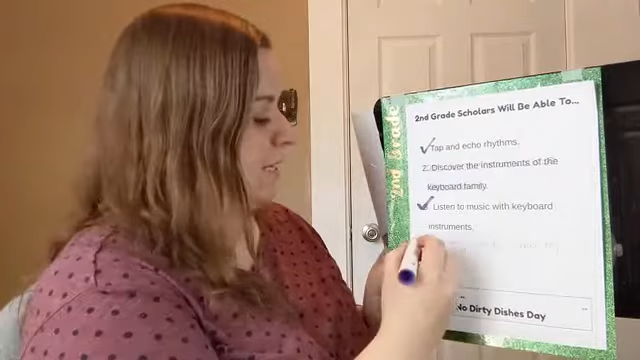 2nd Grade Scholars Will Be Able To...
2nd Grade
Tap and echo rhythms.
2. Discover the instruments of the
keyboard family.
Listen to music with keyboard
instruments.
No Dirty Dishes Day